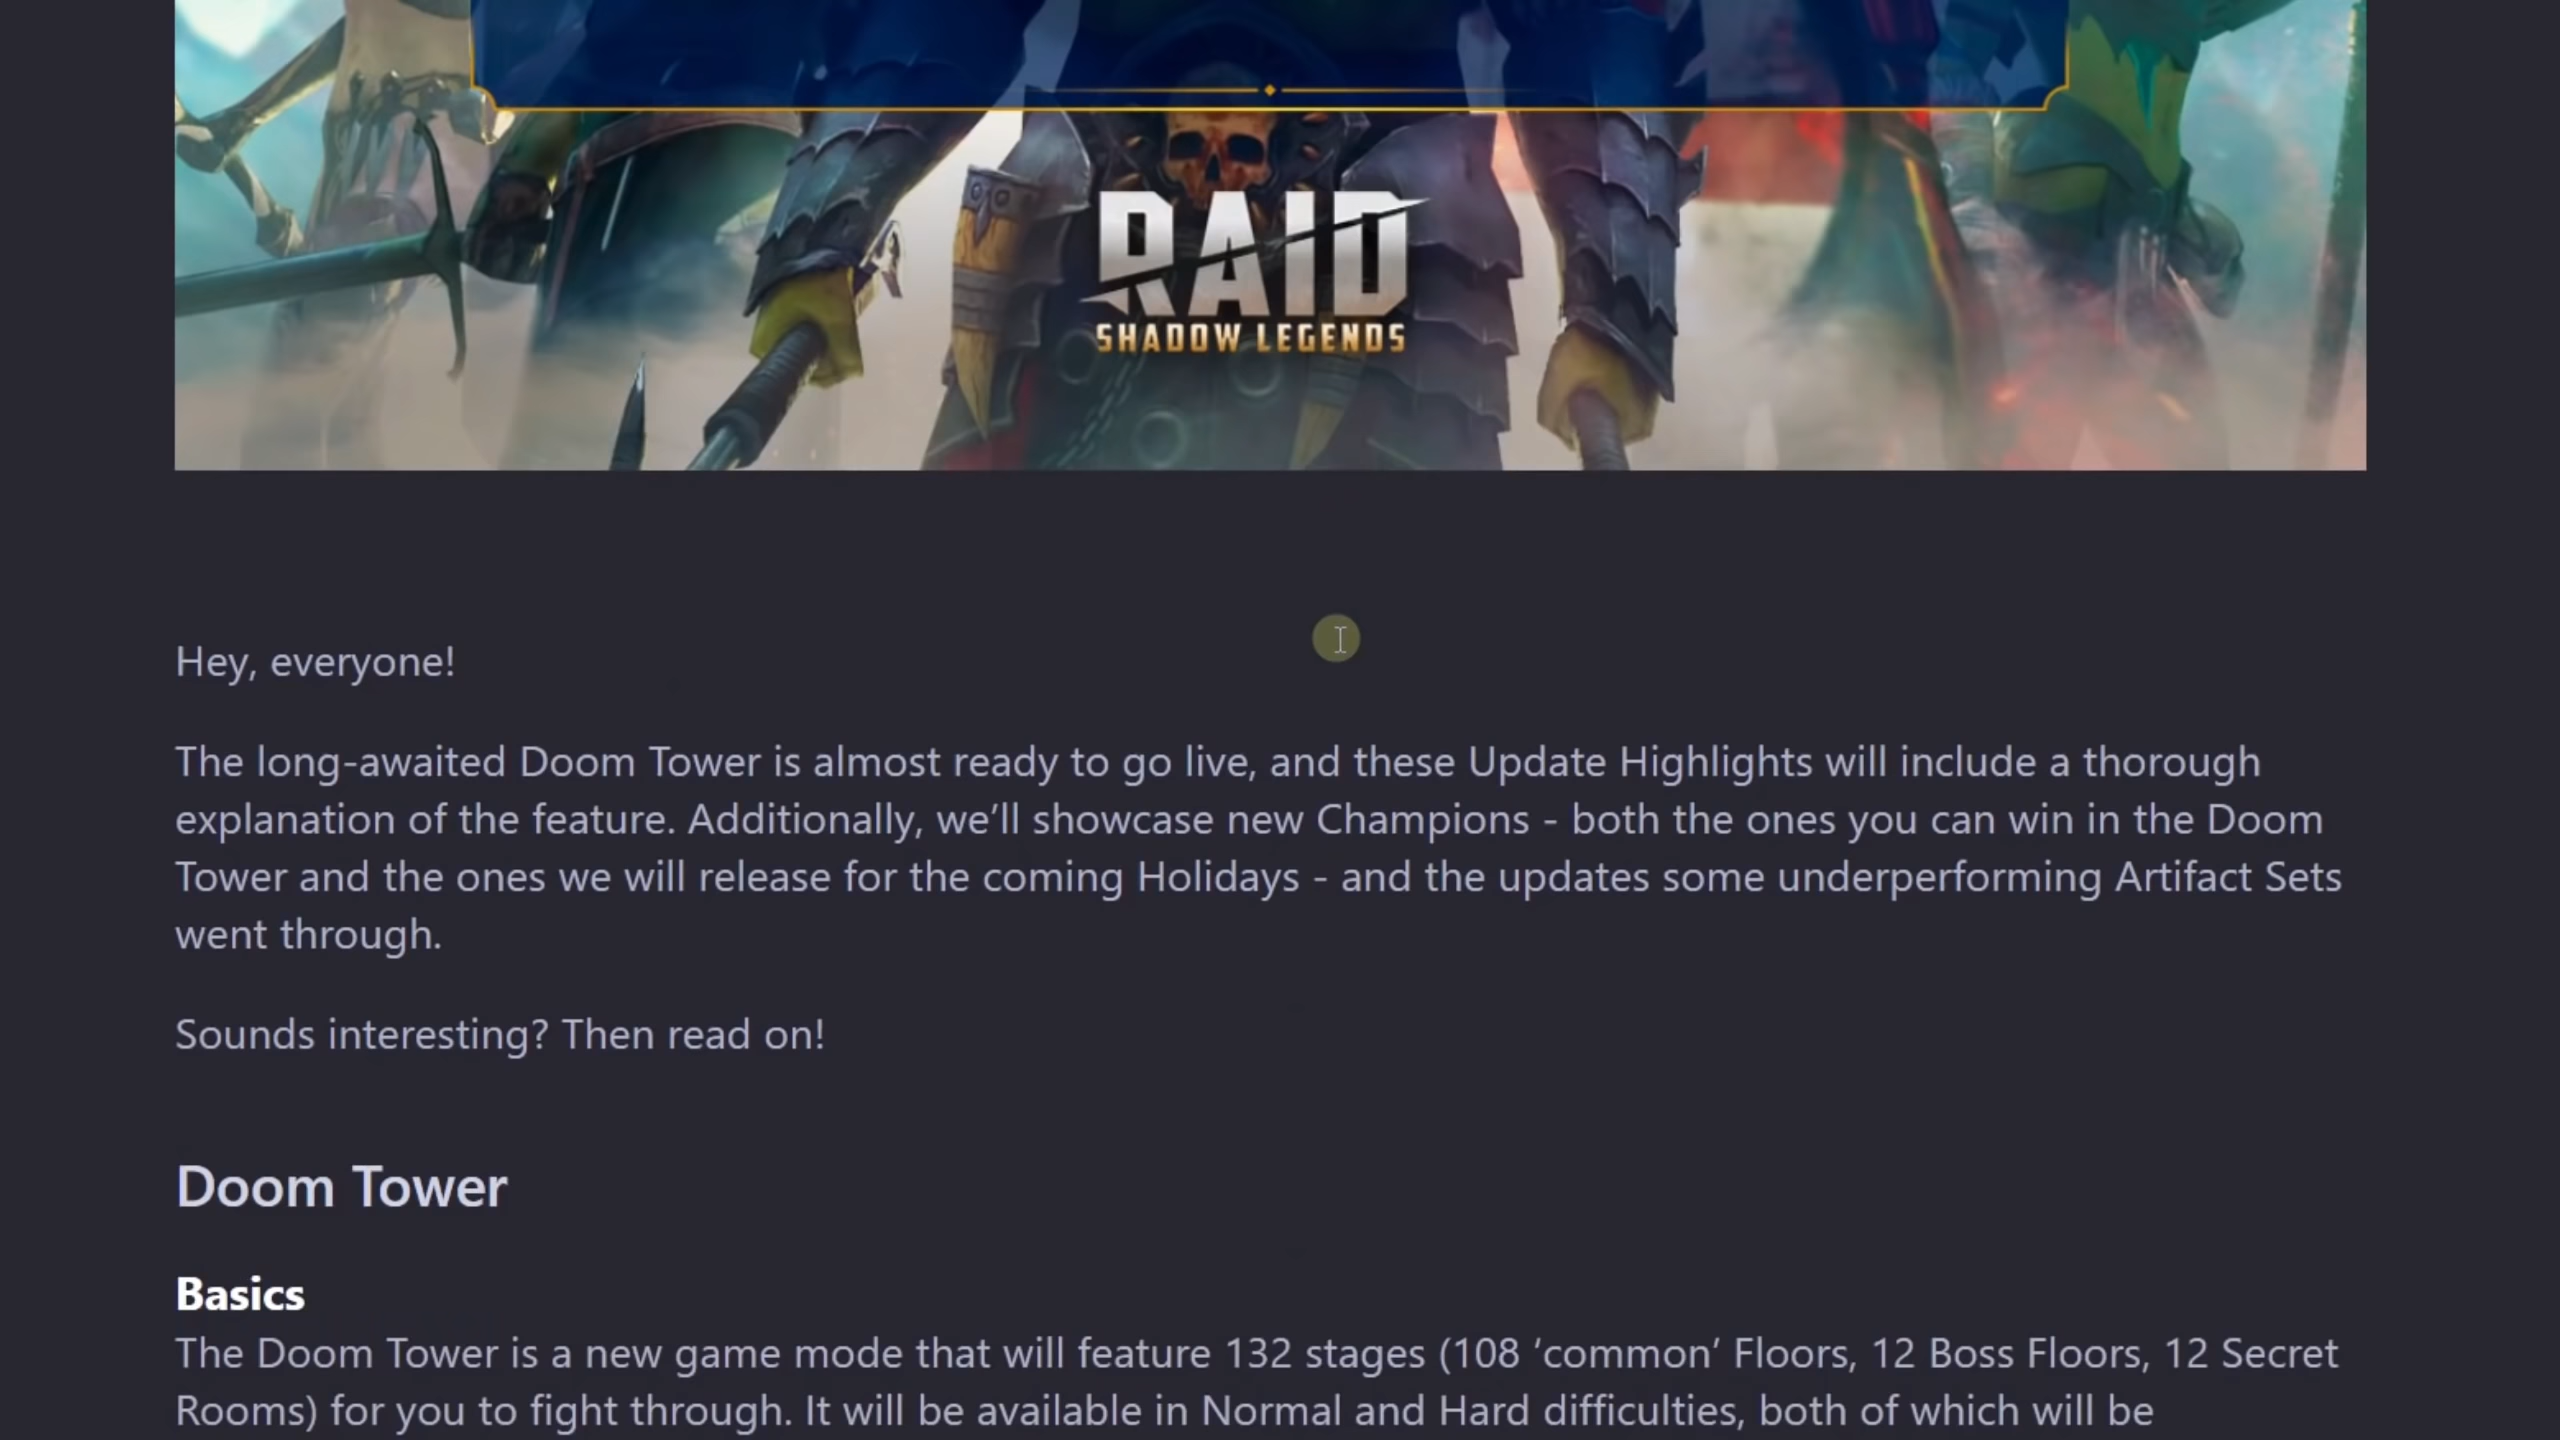 RAID
SHADOW LEGENDS
Hey, everyone!
The long-awaited Doom Tower is almost ready to go live, and these Update Highlights will include a thorough
explanation of the feature. Additionally, we’ll showcase new Champions - both the ones you can win in the Doom
Tower and the ones we will release for the coming Holidays - and the updates some underperforming Artifact Sets
went through.
Sounds interesting? Then read on!
Doom Tower
Basics
The Doom Tower is a new game mode that will feature 132 stages (108 ‘common’ Floors, 12 Boss Floors, 12 Secret
Rooms) for you to fight through. It will be available in Normal and Hard difficulties, both of which will be